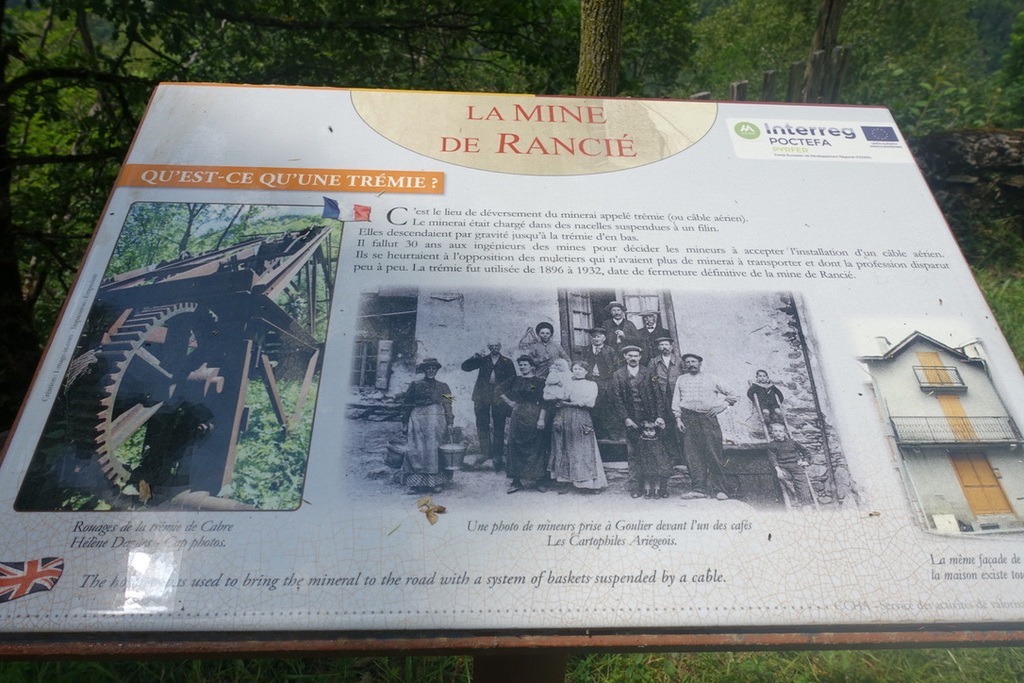 LA MINE
DE RANCIÉ
Interreg
POCTEFA
PYRFER
QU'EST-CE QU'UNE TRÉMIE ?
C'est le lieu de déversement du minerai appelé trémie (ou câble aérien).
Le minerai était chargé dans des nacelles suspendues à un filin.
Elles descendaient par gravité jusqu'à la trémie d'en bas.
Il fallut 30 ans aux ingénieurs des mines pour décider les mineurs à accepter l'installation d'un câble aérien.
Ils se heurtaient à l'opposition des muletiers qui n'avaient plus de minerai à transporter et dont la profession disparut
peu à peu. La trémie fut utilisée de 1896 à 1932, date de fermeture définitive de la mine de Rancié.
Rouages de la trémie de Cabre
Hélène photos.
Une photo de mineurs prise à Goulier devant l'un des cafés
Les Cartophiles Ariégeois.
La même façade de
la maison existe
The used to bring the mineral to the road with a system of baskets suspended by a cable.
Service des activités de